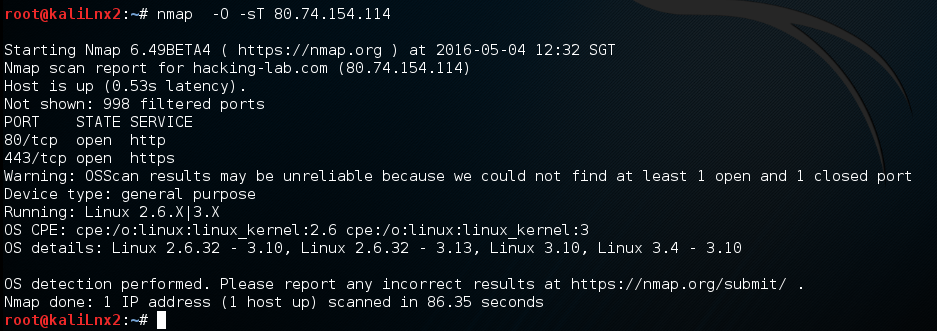 root@kaliLnx2:~# nmap  -O -sT 80.74.154.114

Starting Nmap 6.49BETA4 ( https://nmap.org ) at 2016-05-04 12:32 SGT
Nmap scan report for hacking-lab.com (80.74.154.114)
Host is up (0.53s latency).
Not shown: 998 filtered ports
PORT    STATE SERVICE
80/tcp  open  http
443/tcp open  https
Warning: OSScan results may be unreliable because we could not find at least 1 open and 1 closed port
Device type: general purpose
Running: Linux 2.6.X|3.X
OS CPE: cpe:/o:linux:linux_kernel:2.6 cpe:/o:linux:linux_kernel:3
OS details: Linux 2.6.32 - 3.10, Linux 2.6.32 - 3.13, Linux 3.10, Linux 3.4 - 3.10

OS detection performed. Please report any incorrect results at https://nmap.org/submit/ .
Nmap done: 1 IP address (1 host up) scanned in 86.35 seconds
root@kaliLnx2:~#